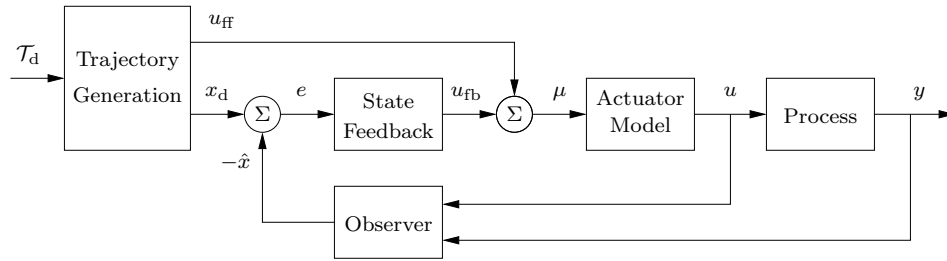 𝒯_d
Trajectory
Generation
u_ff
x_d
Σ
e
State
Feedback
u_fb
Σ
μ
Actuator
Model
u
Process
y
−x̂
Observer